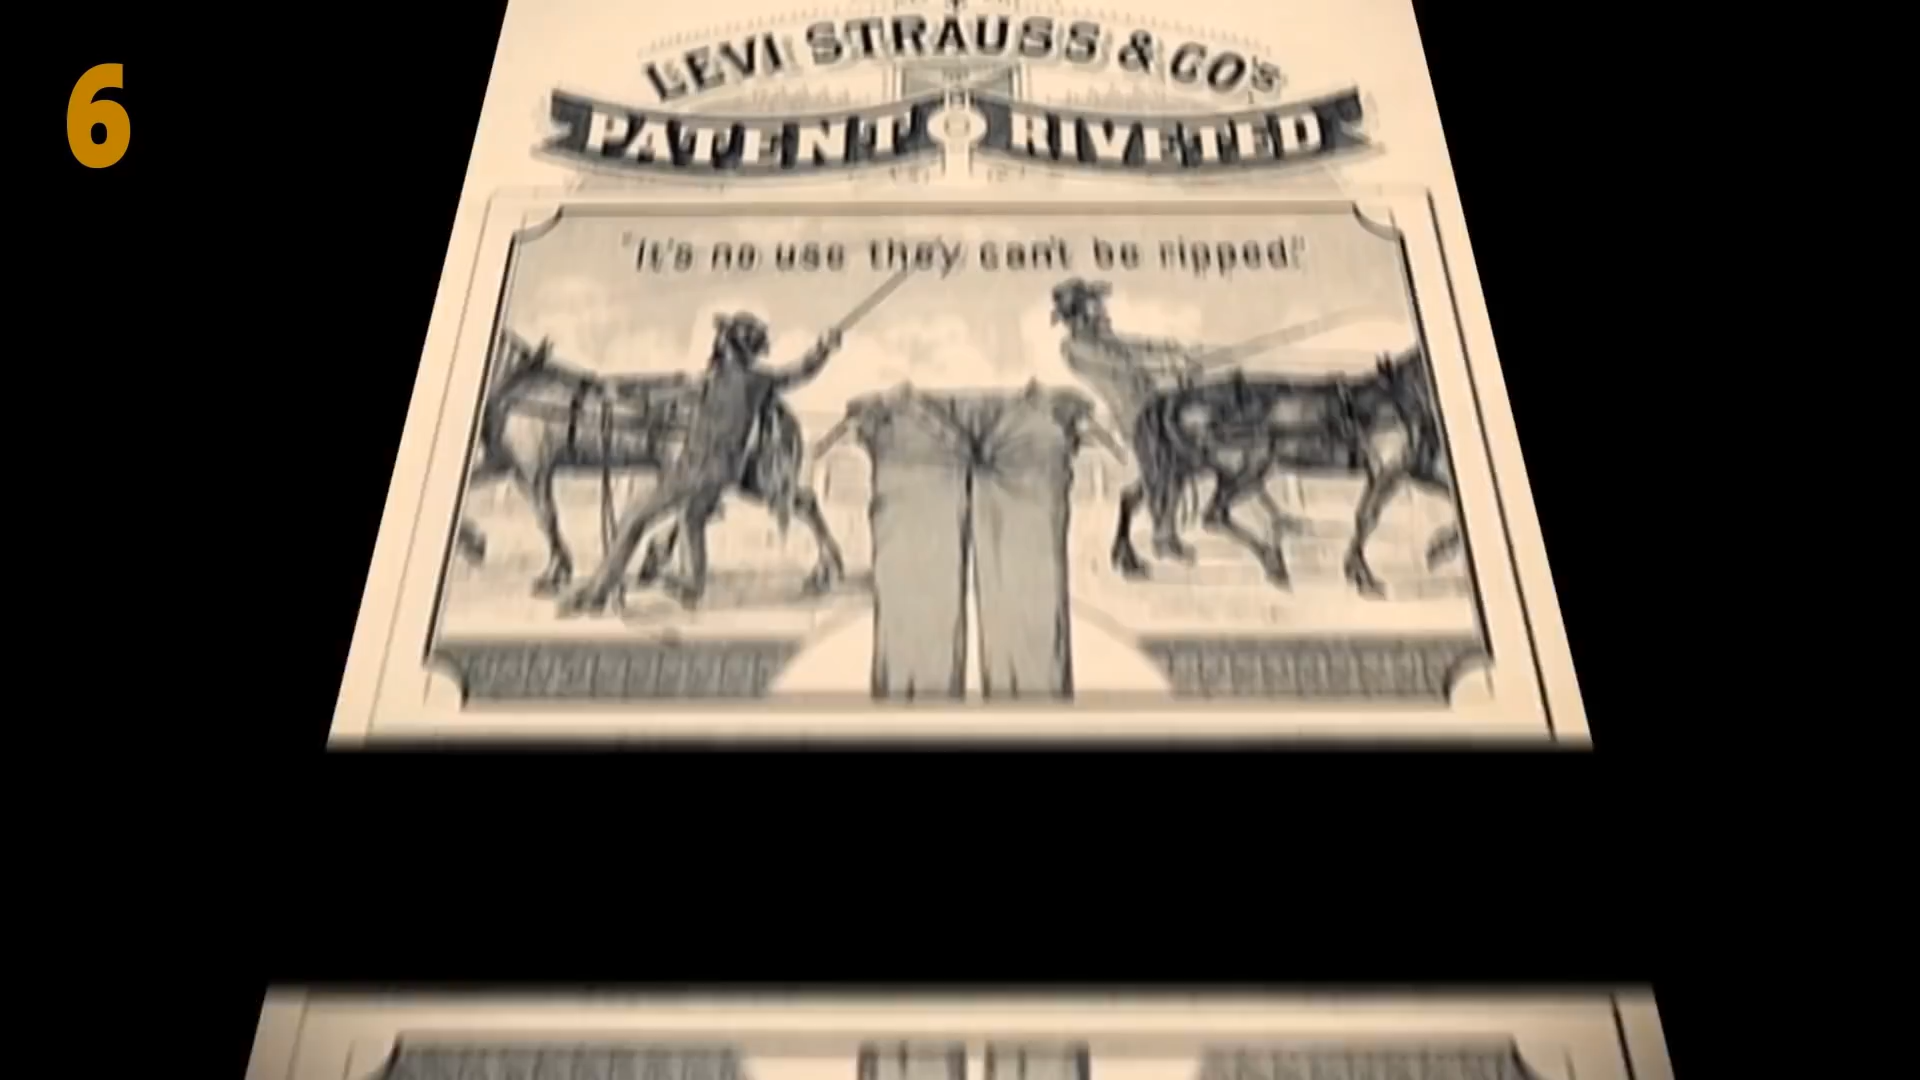 6
LEVI STRAUSS & CO'S
PATENT RIVETED
"It's no use they can't be ripped."